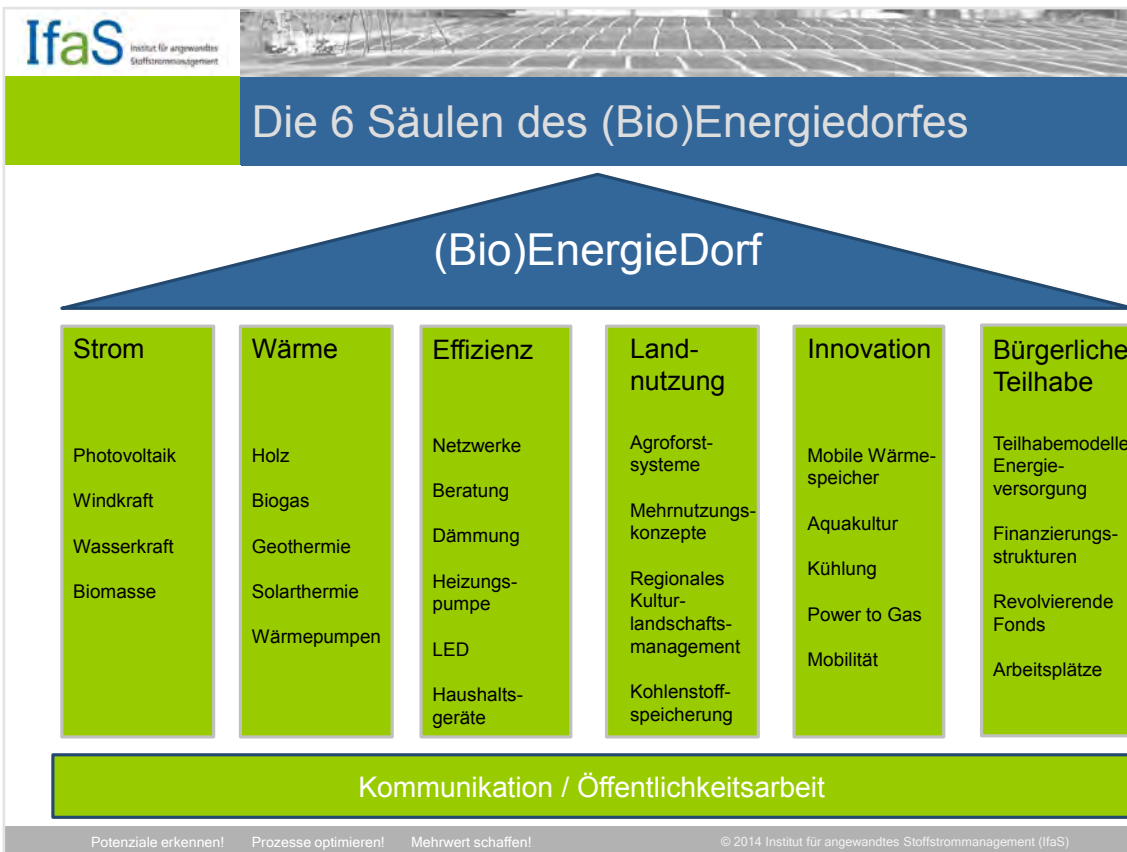 IfaS
Institut für angewandtes
Stoffstrommanagement
Die 6 Säulen des (Bio)Energiedorfes
(Bio)EnergieDorf
Strom
Photovoltaik
Windkraft
Wasserkraft
Biomasse
Wärme
Holz
Biogas
Geothermie
Solarthermie
Wärmepumpen
Effizienz
Netzwerke
Beratung
Dämmung
Heizungs-
pumpe
LED
Haushalts-
geräte
Land-
nutzung
Agroforst-
systeme
Mehrnutzungs-
konzepte
Regionales
Kultur-
landschafts-
management
Kohlenstoff-
speicherung
Innovation
Mobile Wärme-
speicher
Aquakultur
Kühlung
Power to Gas
Mobilität
Bürgerliche
Teilhabe
Teilhabemodelle
Energie-
versorgung
Finanzierungs-
strukturen
Revolvierende
Fonds
Arbeitsplätze
Kommunikation / Öffentlichkeitsarbeit
Potenziale erkennen! Prozesse optimieren! Mehrwert schaffen! © 2014 Institut für angewandtes Stoffstrommanagement (IfaS)